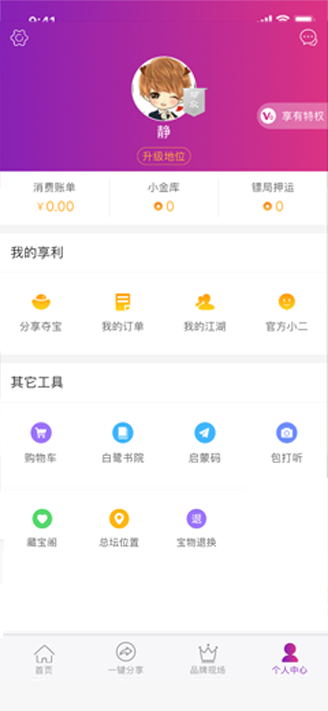 9:41
静
升级地位
V 享有特权
消费账单 小金库 镖局押运
¥0.00 0 0
我的享利
分享夺宝 我的订单 我的江湖 官方小二
其它工具
购物车 白鹭书院 启蒙码 包打听
退
藏宝阁 总坛位置 宝物退换
首页 一键分享 品牌现场 个人中心